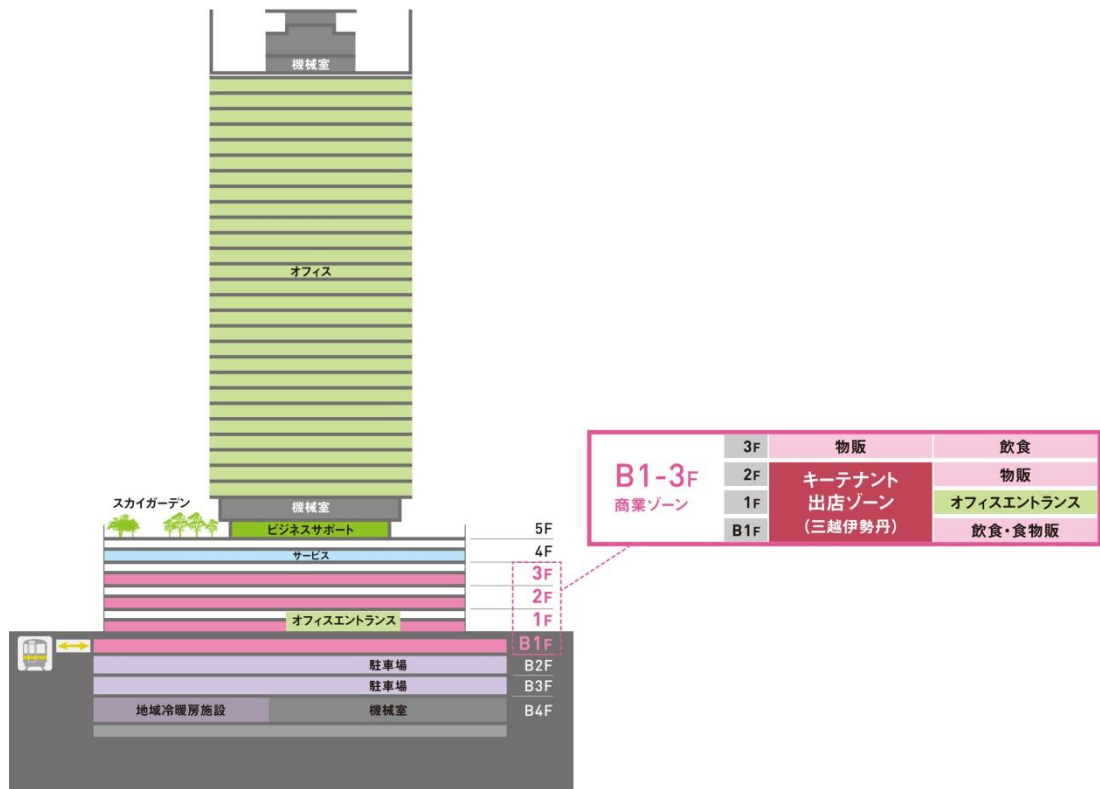 機械室
オフィス
スカイガーデン
機械室
ビジネスサポート
5F
サービス
4F
3F
2F
オフィスエントランス
1F
B1F
駐車場
B2F
駐車場
B3F
地域冷暖房施設
機械室
B4F
B1-3F
商業ゾーン
3F
物販
飲食
2F
キーテナント
出店ゾーン
(三越伊勢丹)
物販
1F
オフィスエントランス
B1F
飲食・食物販